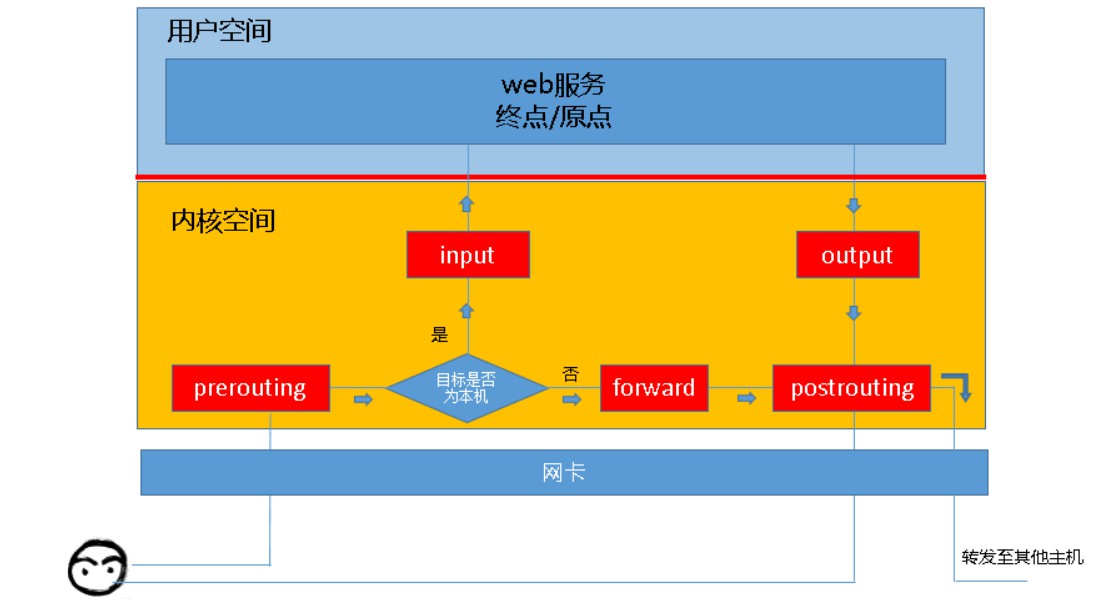 用户空间
web服务
终点/原点
内核空间
input
output
是
prerouting
目标是否
为本机
否
forward
postrouting
网卡
转发至其他主机